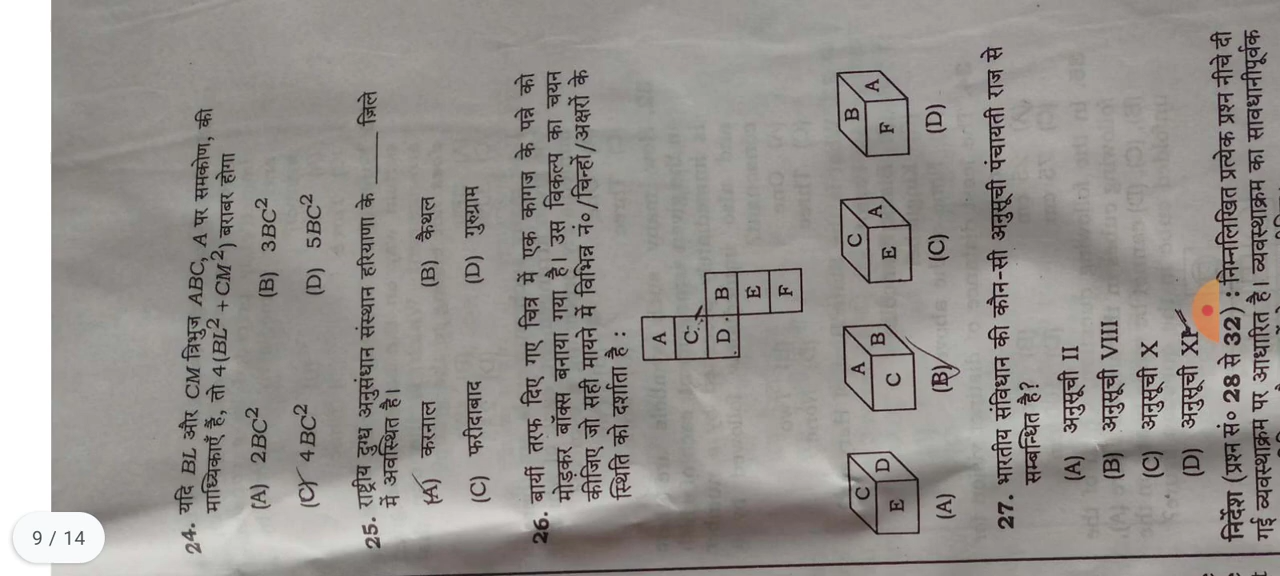 24. यदि BL और CM त्रिभुज ABC, A पर समकोण, की
माध्यिकाएँ हैं, तो 4(BL² + CM²) बराबर होगा
(A) 2BC²
(B) 3BC²
(C) 4BC²
(D) 5BC²
25. राष्ट्रीय दुग्ध अनुसंधान संस्थान हरियाणा के _____ ज़िले
में अवस्थित है।
(A) करनाल
(B) कैथल
(C) फरीदाबाद
(D) गुरुग्राम
26. बायीं तरफ दिए गए चित्र में एक कागज के पन्ने को
मोड़कर बॉक्स बनाया गया है। उस विकल्प का चयन
कीजिए जो सही मायने में विभिन्न नं०/चिन्हों/अक्षरों के
स्थिति को दर्शाता है :
A
C
D B
E
F
C
E D
(A)
A
C B
(B)
C
E A
(C)
B
F A
(D)
27. भारतीय संविधान की कौन-सी अनुसूची पंचायती राज से
सम्बन्धित है?
(A) अनुसूची II
(B) अनुसूची VIII
(C) अनुसूची X
(D) अनुसूची XI
निर्देश (प्रश्न सं० 28 से 32) : निम्नलिखित प्रत्येक प्रश्न नीचे दी
गई व्यवस्थाक्रम पर आधारित है। व्यवस्थाक्रम का सावधानीपूर्वक
9 / 14